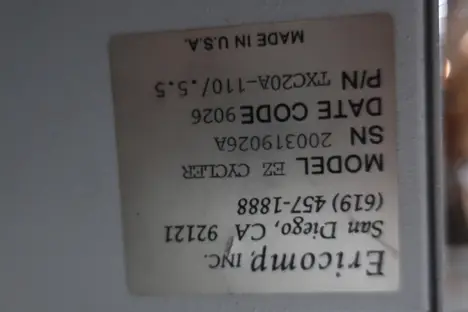 Ericomp, INC.
San Diego, CA 92121
(619) 457-1888
MODEL EZ CYCLER
SN 200319026A
DATE CODE 9026
P/N TXC20A-110/.5.5
MADE IN U.S.A.